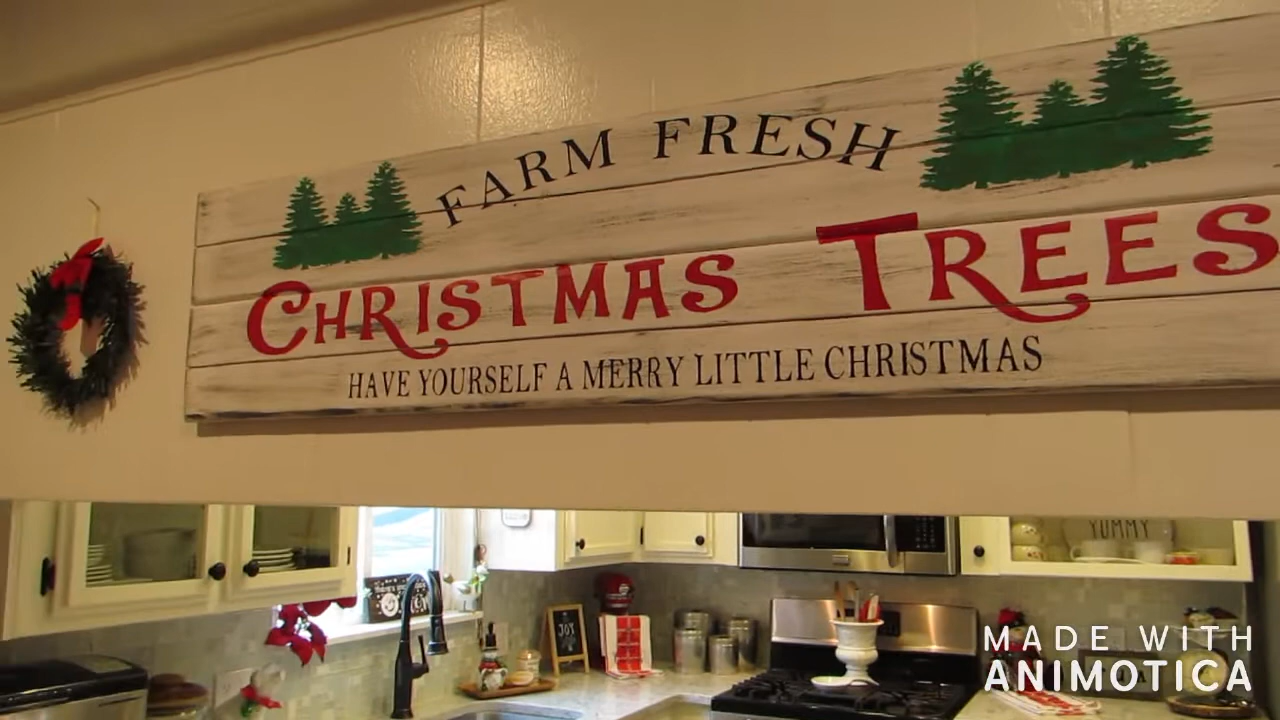 FARM FRESH
CHRISTMAS TREES
HAVE YOURSELF A MERRY LITTLE CHRISTMAS
YUMMY
JOY
MADE WITH
ANIMOTICA